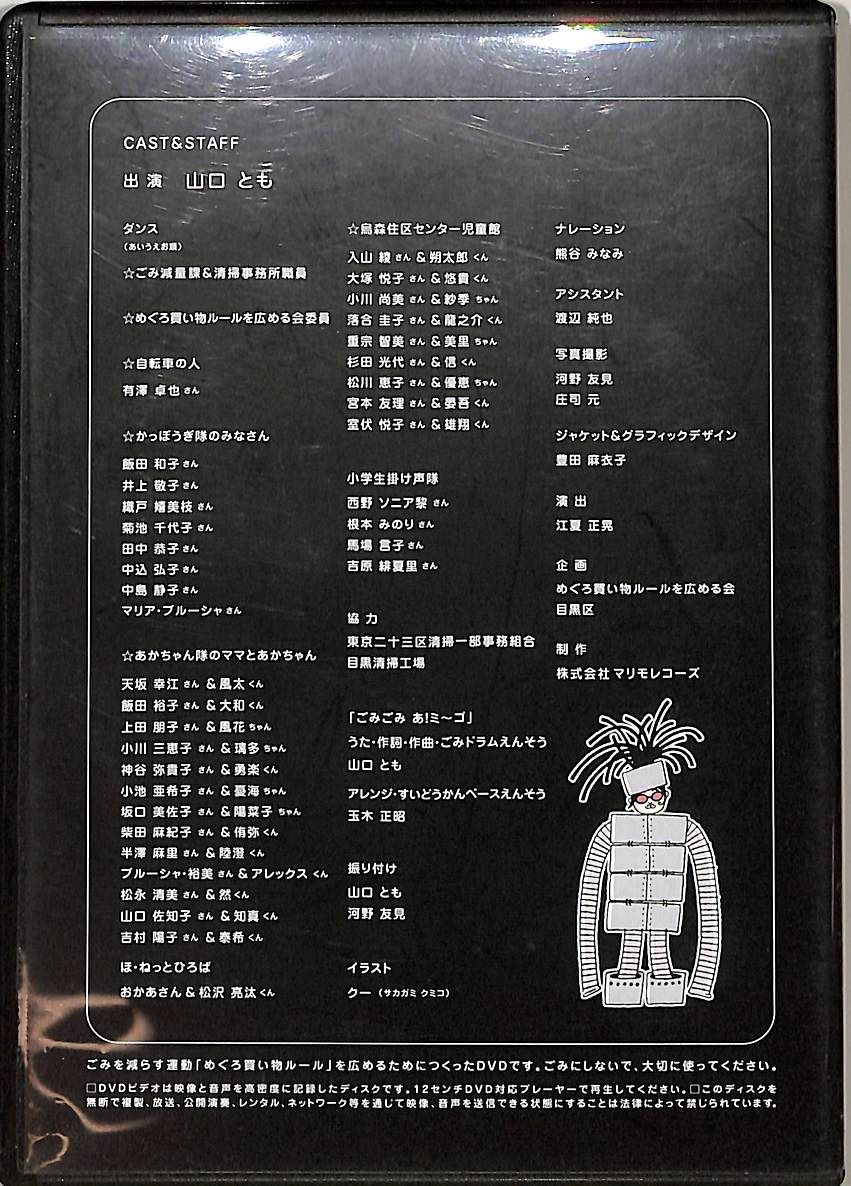 CAST&STAFF
出演 山口 とも
ダンス
(あいうえお順)
☆ごみ減量課&清掃事務所職員
☆めぐろ買い物ルールを広める会委員
☆自転車の人
有澤 卓也 さん
☆かっぽうぎ隊のみなさん
飯田 和子 さん
井上 敬子 さん
織戸 嬉美枝 さん
菊池 千代子 さん
田中 恭子 さん
中込 弘子 さん
中島 静子 さん
マリア・ブルーシャ さん
☆あかちゃん隊のママとあかちゃん
天坂 幸江 さん & 風太 くん
飯田 裕子 さん & 大和 くん
上田 朋子 さん & 風花 ちゃん
小川 三恵子 さん & 璃多 ちゃん
神谷 弥貴子 さん & 勇楽 くん
小池 亜希子 さん & 憂海 ちゃん
坂口 美佐子 さん & 陽菜子 ちゃん
柴田 麻紀子 さん & 侑弥 くん
半澤 麻里 さん & 陸澄 くん
ブルーシャ・裕美 さん & アレックス くん
松永 清美 さん & 然 くん
山口 佐知子 さん & 知真 くん
吉村 陽子 さん & 泰希 くん
ほ・ねっとひろば
おかあさん & 松沢 亮汰 くん
☆烏森住区センター児童館
入山 綾 さん & 朔太郎 くん
大塚 悦子 さん & 悠貴 くん
小川 尚美 さん & 紗季 ちゃん
落合 圭子 さん & 龍之介 くん
重宗 智美 さん & 美里 ちゃん
杉田 光代 さん & 信 くん
松川 恵子 さん & 優恵 ちゃん
宮本 友理 さん & 晏吾 くん
室伏 悦子 さん & 雄翔 くん
小学生掛け声隊
西野 ソニア黎 さん
根本 みのり さん
馬場 言子 さん
吉原 緋夏里 さん
協力
東京二十三区清掃一部事務組合
目黒清掃工場
「ごみごみ あ!ミ〜ゴ」
うた・作詞・作曲・ごみドラムえんそう
山口 とも
アレンジ・すいどうかんベースえんそう
玉木 正昭
振り付け
山口 とも
河野 友見
イラスト
クー (サカガミ クミコ)
ナレーション
熊谷 みなみ
アシスタント
渡辺 純也
写真撮影
河野 友見
庄司 元
ジャケット&グラフィックデザイン
豊田 麻衣子
演出
江夏 正晃
企画
めぐろ買い物ルールを広める会
目黒区
制作
株式会社マリモレコーズ
ごみを減らす運動「めぐろ買い物ルール」を広めるためにつくったDVDです。ごみにしないで、大切に使ってください。
□DVDビデオは映像と音声を高密度に記録したディスクです。12センチDVD対応プレーヤーで再生してください。□このディスクを
無断で複製、放送、公開演奏、レンタル、ネットワーク等を通じて映像、音声を送信できる状態にすることは法律によって禁じられています。